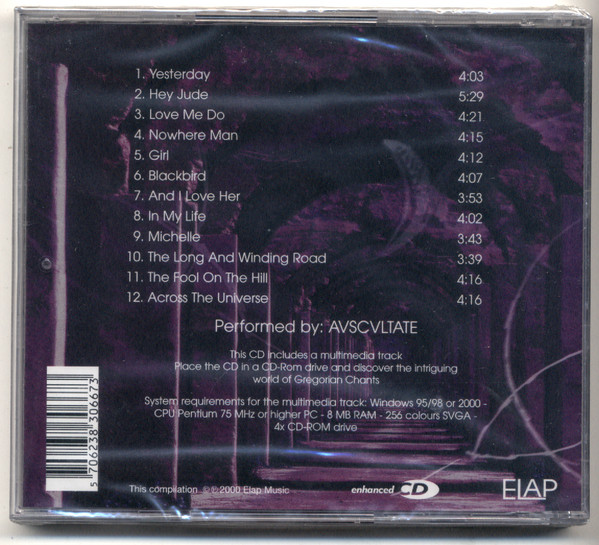 1. Yesterday 4:03
2. Hey Jude 5:29
3. Love Me Do 4:21
4. Nowhere Man 4:15
5. Girl 4:12
6. Blackbird 4:07
7. And I Love Her 3:53
8. In My Life 4:02
9. Michelle 3:43
10. The Long And Winding Road 3:39
11. The Fool On The Hill 4:16
12. Across The Universe 4:16
Performed by: AVSCVLTATE
This CD includes a multimedia track
Place the CD in a CD-Rom drive and discover the intriguing
world of Gregorian Chants
System requirements for the multimedia track: Windows 95/98 or 2000 -
CPU Pentium 75 MHz or higher PC - 8 MB RAM - 256 colours SVGA -
4x CD-ROM drive
5 706238 306673
This compilation ℗© 2000 Elap Music
enhanced CD
ELAP